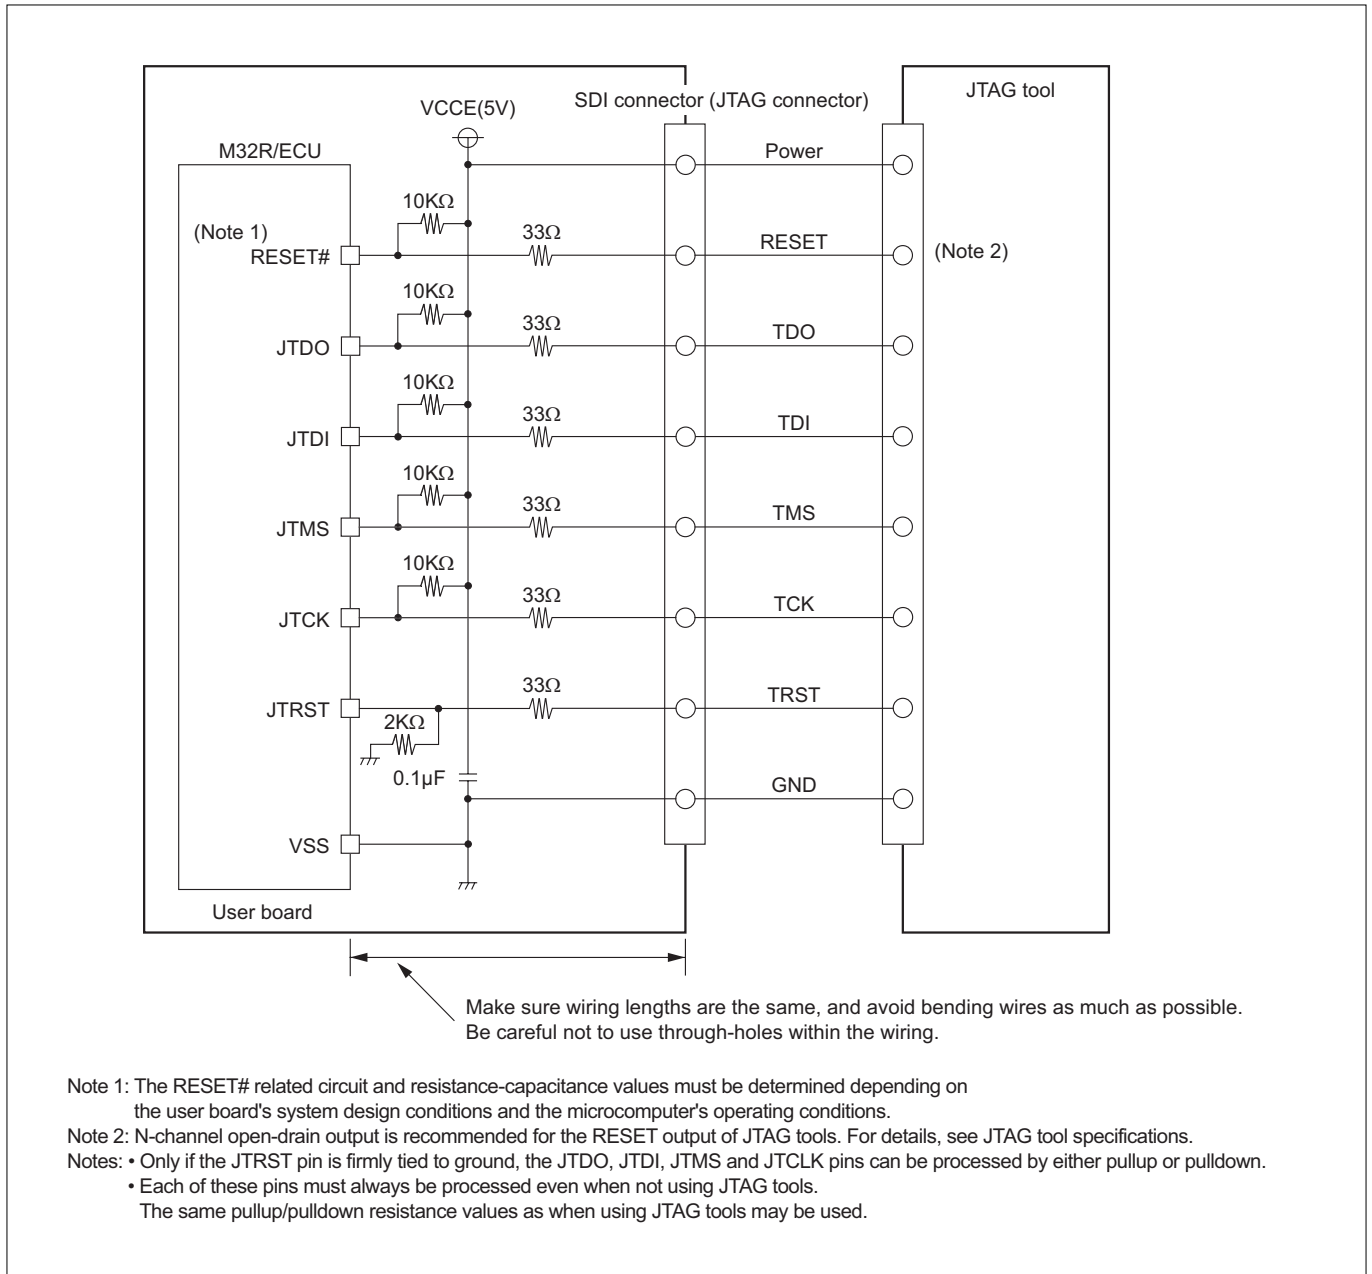 SDI connector (JTAG connector)
JTAG tool
VCCE(5V)
M32R/ECU
Power
10KΩ
(Note 1)
RESET#
33Ω
RESET
(Note 2)
10KΩ
JTDO
33Ω
TDO
10KΩ
JTDI
33Ω
TDI
10KΩ
JTMS
33Ω
TMS
10KΩ
JTCK
33Ω
TCK
JTRST
33Ω
TRST
2KΩ
0.1µF
GND
VSS
User board
Make sure wiring lengths are the same, and avoid bending wires as much as possible.
Be careful not to use through-holes within the wiring.
Note 1: The RESET# related circuit and resistance-capacitance values must be determined depending on
the user board's system design conditions and the microcomputer's operating conditions.
Note 2: N-channel open-drain output is recommended for the RESET output of JTAG tools. For details, see JTAG tool specifications.
Notes: • Only if the JTRST pin is firmly tied to ground, the JTDO, JTDI, JTMS and JTCLK pins can be processed by either pullup or pulldown.
• Each of these pins must always be processed even when not using JTAG tools.
The same pullup/pulldown resistance values as when using JTAG tools may be used.